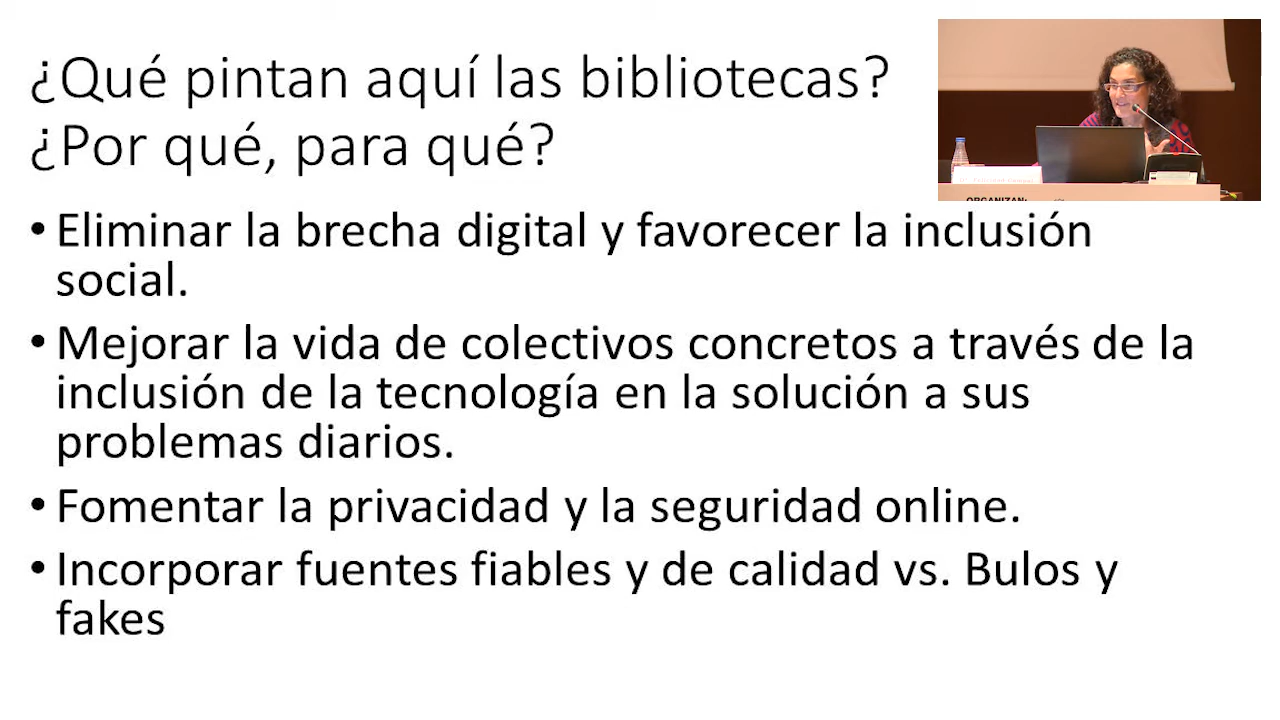 ¿Qué pintan aquí las bibliotecas?
¿Por qué, para qué?
• Eliminar la brecha digital y favorecer la inclusión
social.
• Mejorar la vida de colectivos concretos a través de la
inclusión de la tecnología en la solución a sus
problemas diarios.
• Fomentar la privacidad y la seguridad online.
• Incorporar fuentes fiables y de calidad vs. Bulos y
fakes
ORGANIZAN: